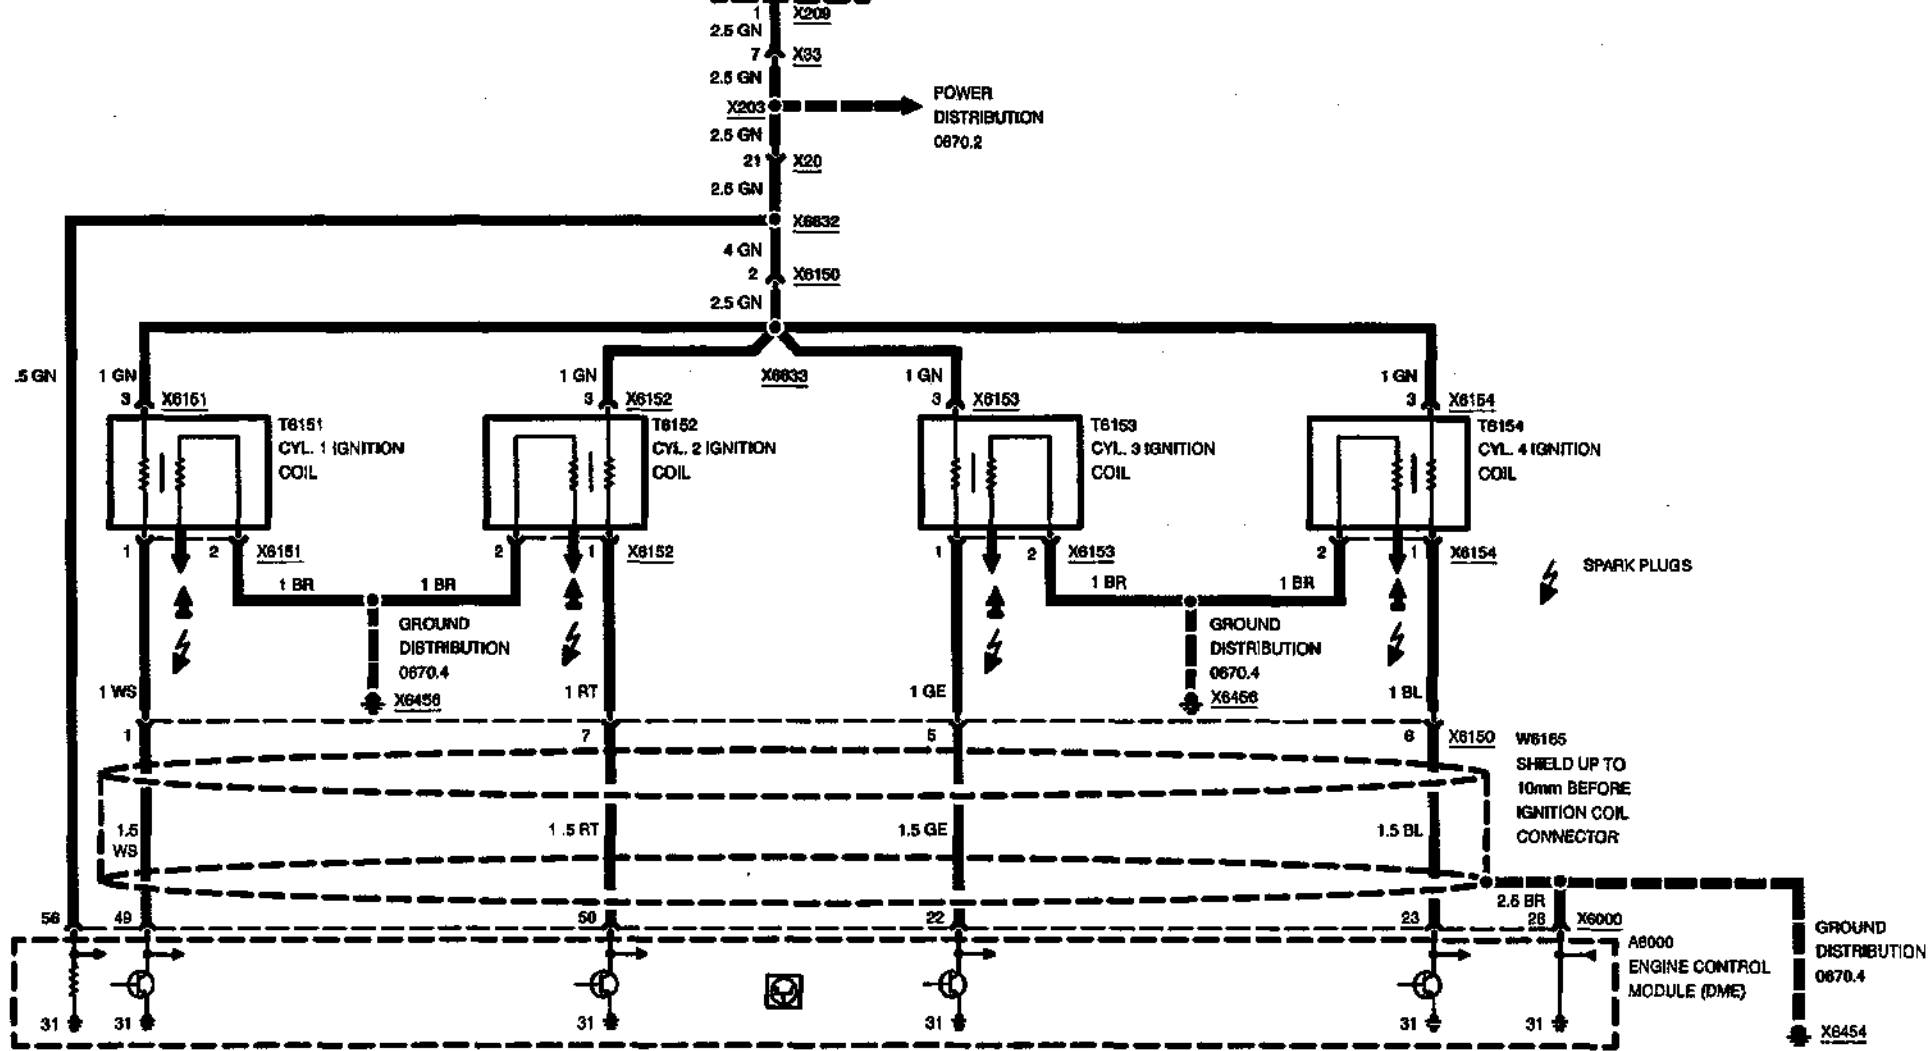 1 X209
2.5 GN
7 X33
2.5 GN
X203
POWER
DISTRIBUTION
0670.2
2.5 GN
21 X20
2.5 GN
X6832
4 GN
2 X6150
2.5 GN
X6833
.5 GN
1 GN
1 GN
1 GN
1 GN
3 X6151
3 X6152
3 X6153
3 X6154
T6151
CYL. 1 IGNITION
COIL
T6152
CYL. 2 IGNITION
COIL
T6153
CYL. 3 IGNITION
COIL
T6154
CYL. 4 IGNITION
COIL
1 2 X6151
2 1 X6152
1 2 X6153
2 1 X6154
SPARK PLUGS
1 BR
1 BR
1 BR
1 BR
GROUND
DISTRIBUTION
0670.4
X6456
GROUND
DISTRIBUTION
0670.4
X6456
1 WS
1 RT
1 GE
1 BL
1
7
5
6
X6150
W6165
SHIELD UP TO
10mm BEFORE
IGNITION COIL
CONNECTOR
1.5
WS
1.5 RT
1.5 GE
1.5 BL
2.5 BR
56
49
50
22
23
26
X6000
A6000
ENGINE CONTROL
MODULE (DME)
GROUND
DISTRIBUTION
0670.4
31
31
31
31
31
31
X6454